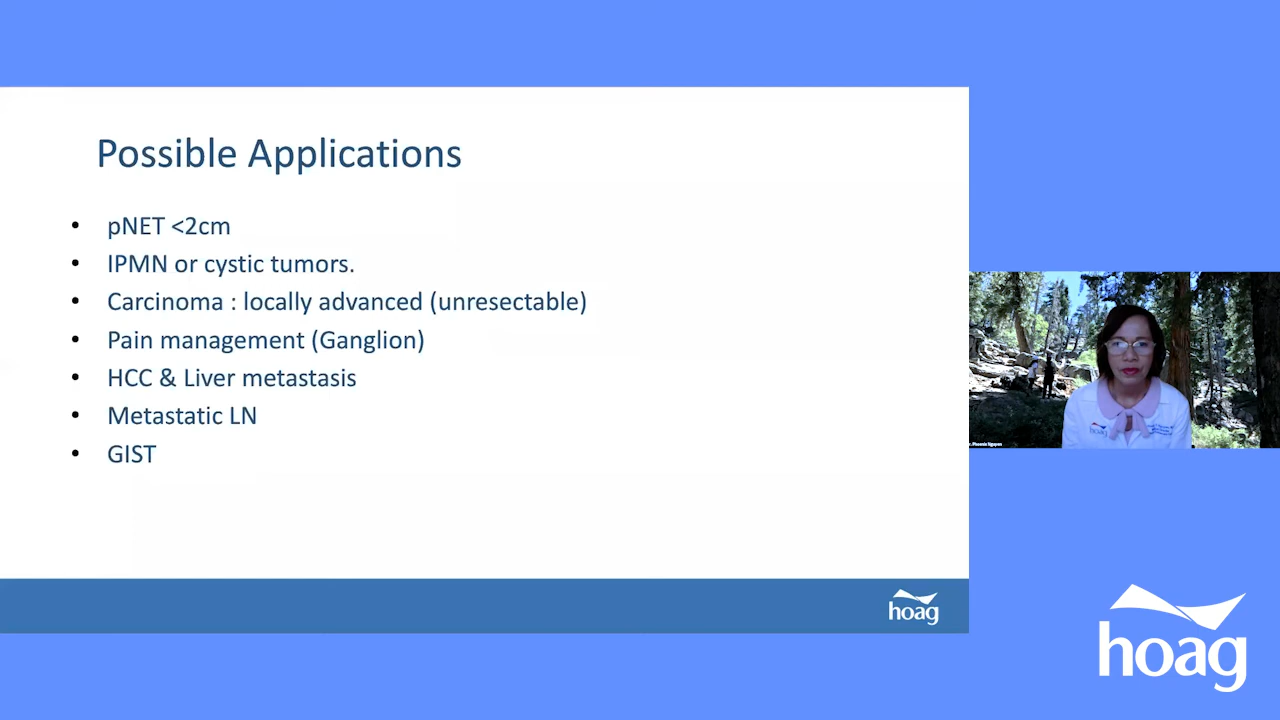 Possible Applications
• pNET <2cm
• IPMN or cystic tumors.
• Carcinoma : locally advanced (unresectable)
• Pain management (Ganglion)
• HCC & Liver metastasis
• Metastatic LN
• GIST
hoag
hoag
hoag